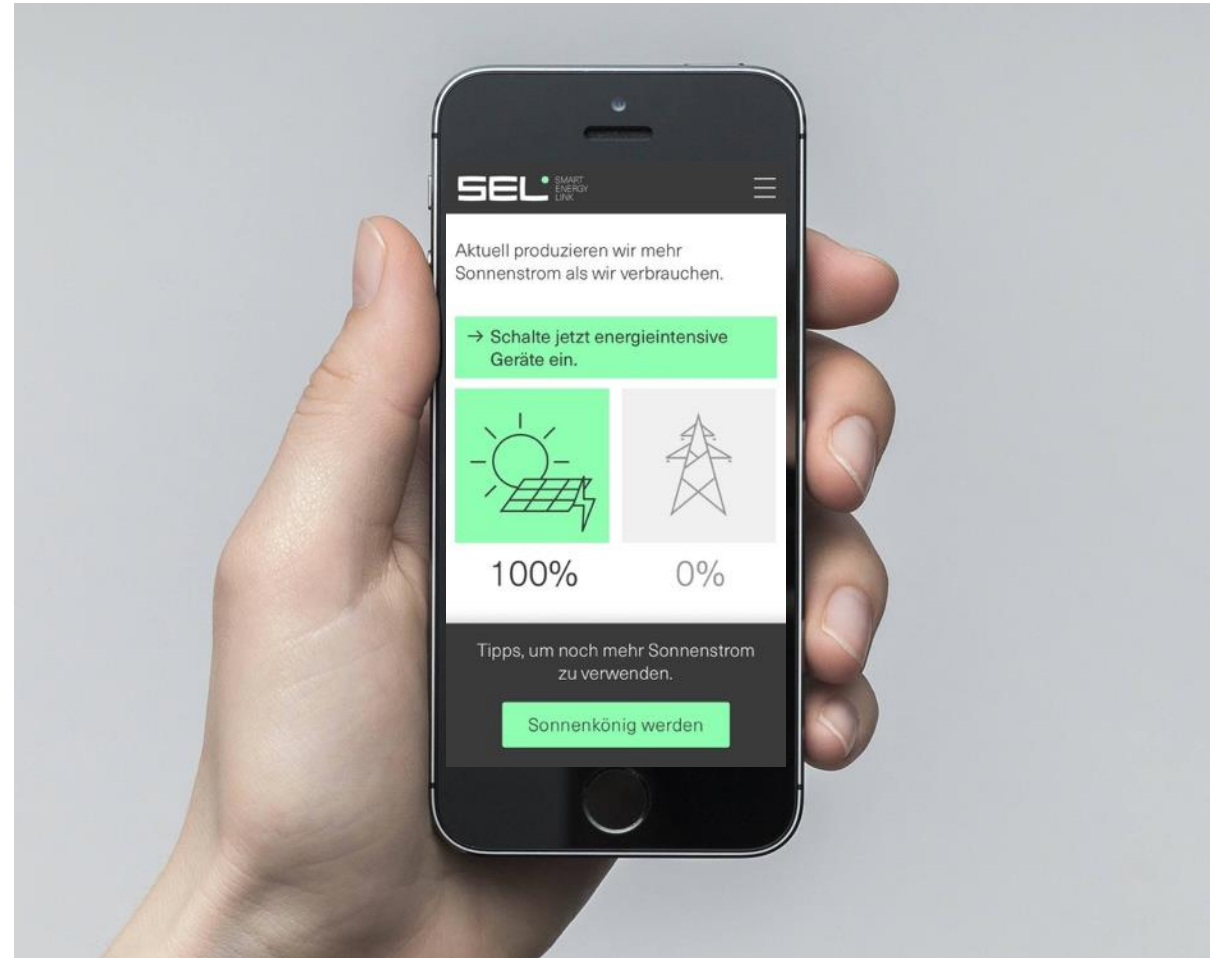 SEL SMART
ENERGY
LINK
Aktuell produzieren wir mehr
Sonnenstrom als wir verbrauchen.
→ Schalte jetzt energieintensive
Geräte ein.
100% 0%
Tipps, um noch mehr Sonnenstrom
zu verwenden.
Sonnenkönig werden